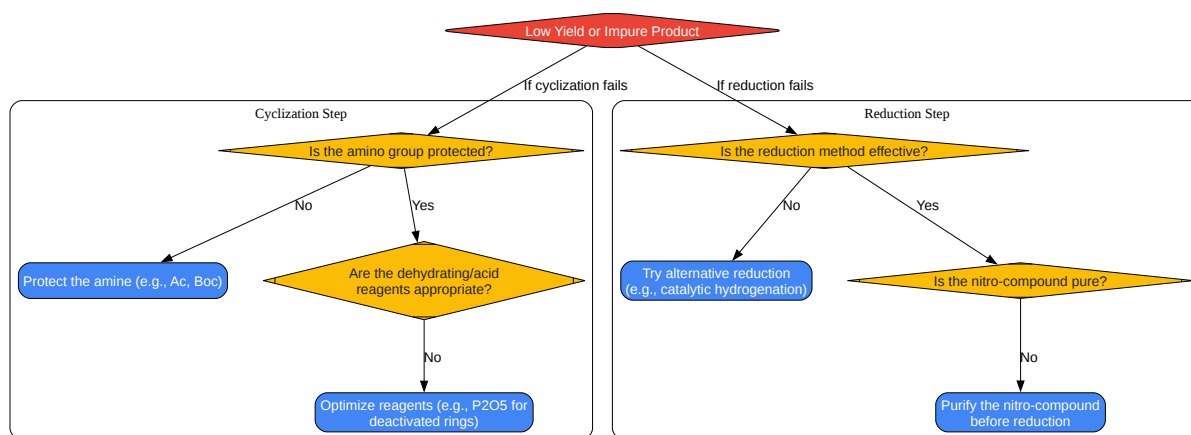 Low Yield or Impure Product
If cyclization fails
If reduction fails
Cyclization Step
Reduction Step
Is the amino group protected?
Is the reduction method effective?
No
Yes
No
Yes
Protect the amine (e.g., Ac, Boc)
Are the dehydrating/acid
reagents appropriate?
Try alternative reduction
(e.g., catalytic hydrogenation)
Is the nitro-compound pure?
No
No
Optimize reagents (e.g., P2O5 for
deactivated rings)
Purify the nitro-compound
before reduction